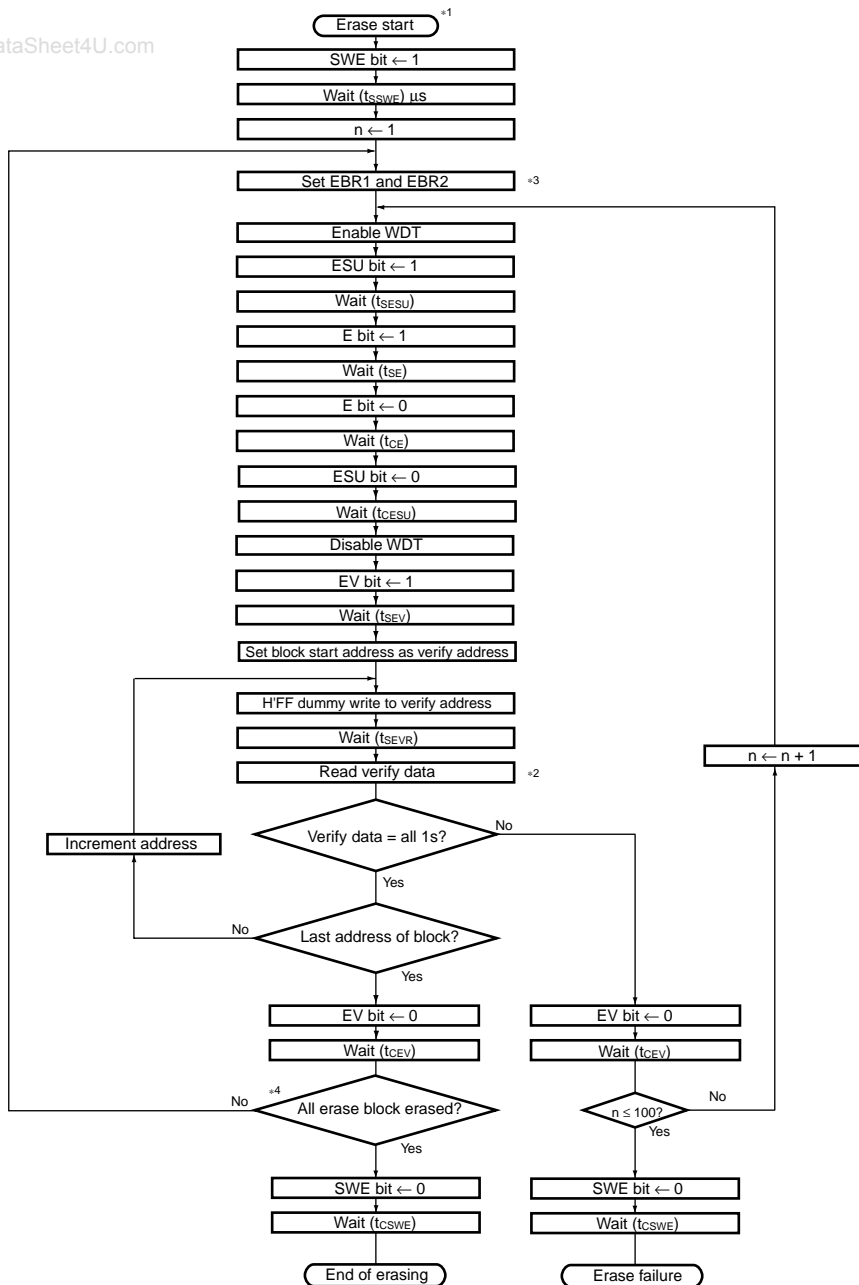 Erase start *1
ataSheet4U.com
SWE bit ← 1
Wait (tSSWE) μs
n ← 1
Set EBR1 and EBR2 *3
Enable WDT
ESU bit ← 1
Wait (tSESU)
E bit ← 1
Wait (tSE)
E bit ← 0
Wait (tCE)
ESU bit ← 0
Wait (tCESU)
Disable WDT
EV bit ← 1
Wait (tSEV)
Set block start address as verify address
H'FF dummy write to verify address
Wait (tSEVR)
n ← n + 1
Read verify data *2
Verify data = all 1s?
No
Increment address
Yes
No
Last address of block?
Yes
EV bit ← 0
EV bit ← 0
Wait (tCEV)
Wait (tCEV)
*4
No
All erase block erased?
n ≤ 100?
No
Yes
Yes
SWE bit ← 0
SWE bit ← 0
Wait (tCSWE)
Wait (tCSWE)
End of erasing
Erase failure